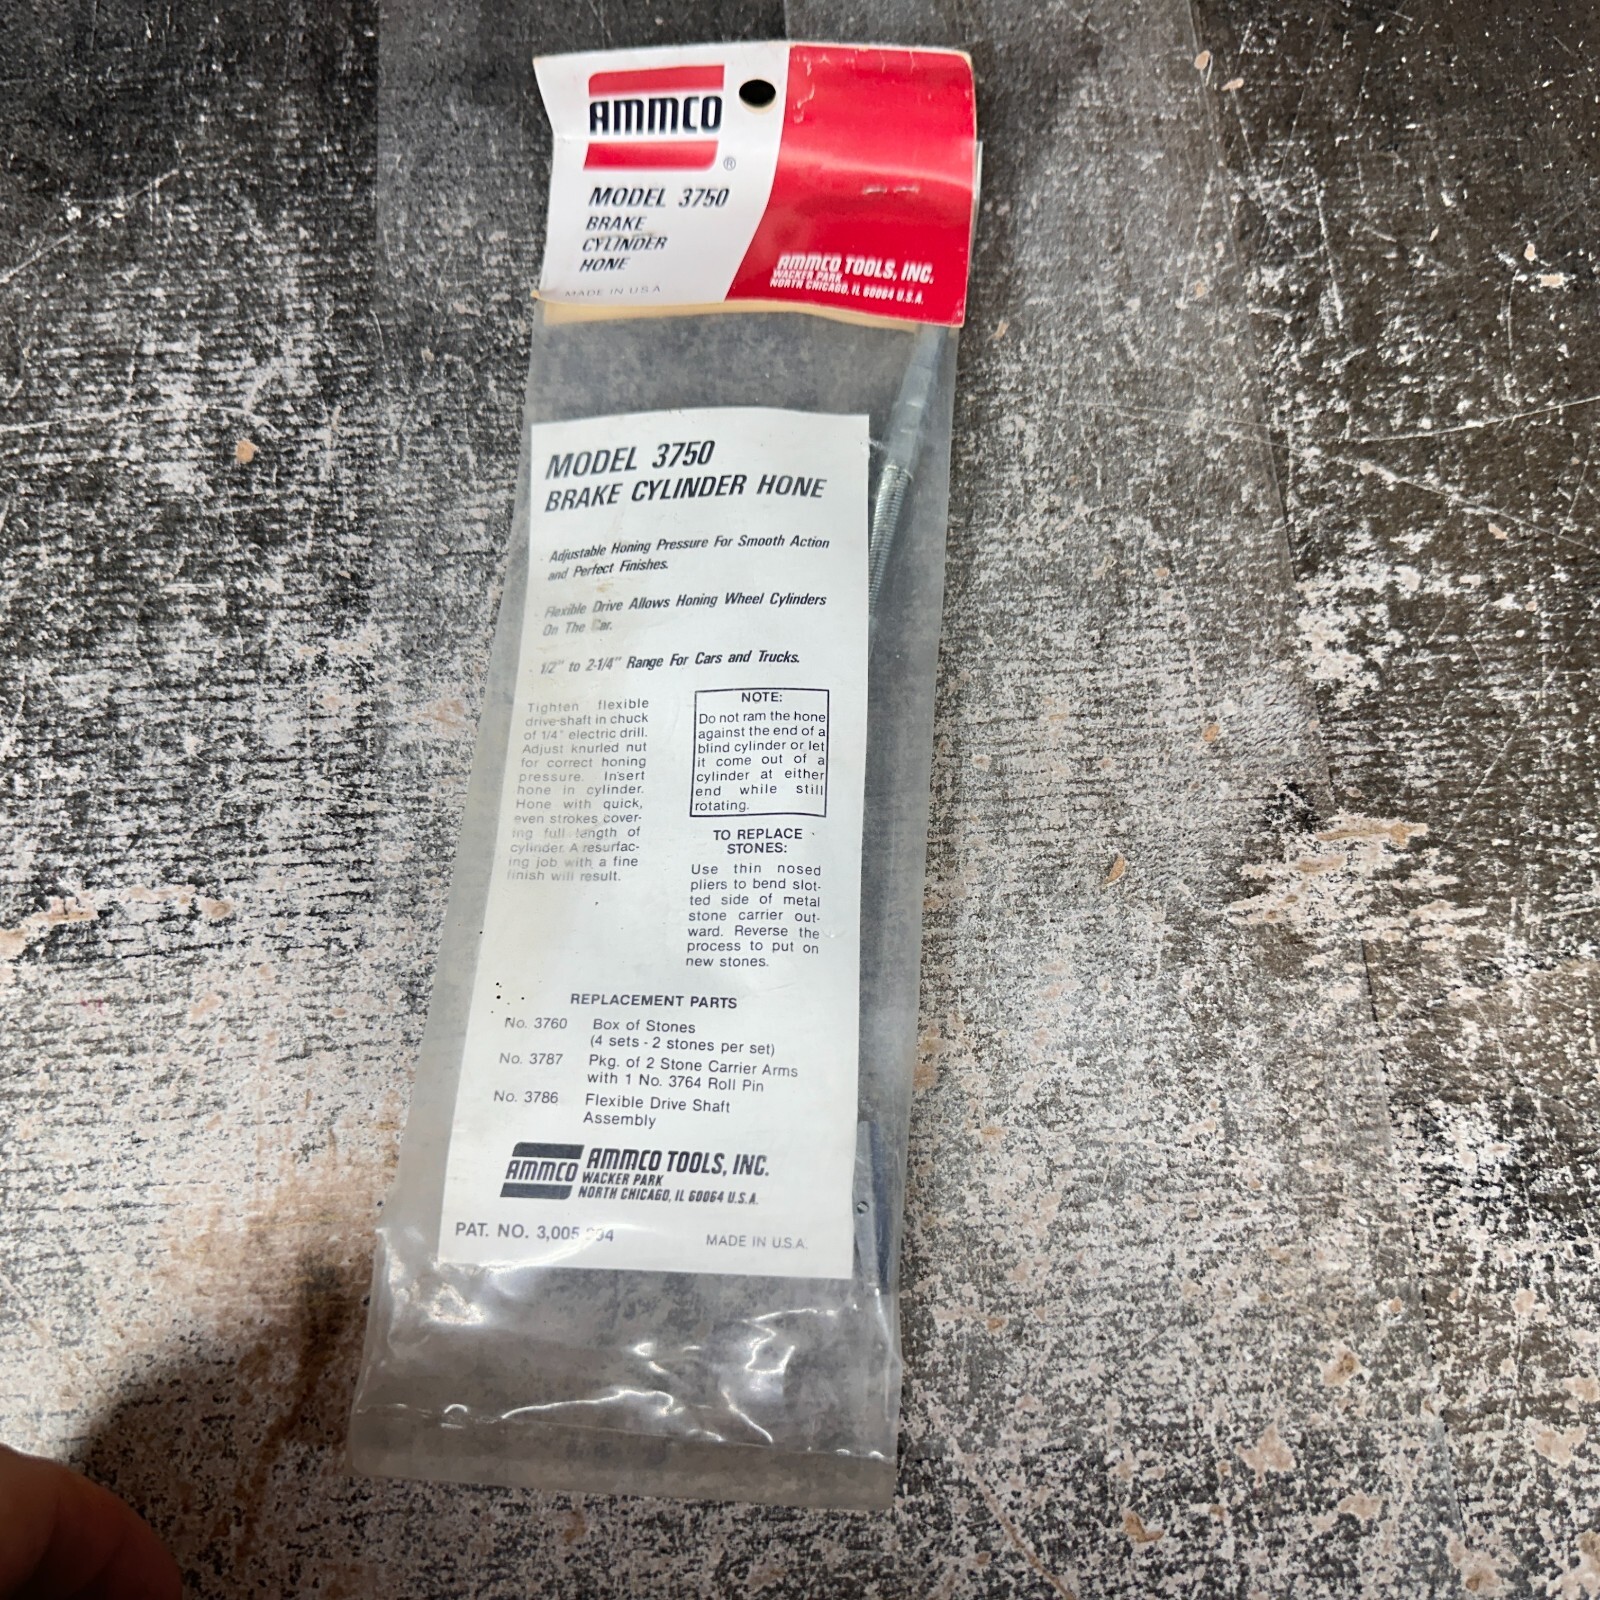 AMMCO
®
MODEL 3750
BRAKE
CYLINDER
HONE
MADE IN U.S.A
AMMCO TOOLS, INC.
WACKER PARK
NORTH CHICAGO, IL 60064 U.S.A.
MODEL 3750
BRAKE CYLINDER HONE
Adjustable Honing Pressure For Smooth Action
and Perfect Finishes.
Flexible Drive Allows Honing Wheel Cylinders
On The Car.
1/2" to 2-1/4" Range For Cars and Trucks.
Tighten flexible
drive-shaft in chuck
of 1/4" electric drill.
Adjust knurled nut
for correct honing
pressure. Insert
hone in cylinder.
Hone with quick,
even strokes cover-
ing full length of
cylinder. A resurfac-
ing job with a fine
finish will result.
NOTE:
Do not ram the hone
against the end of a
blind cylinder or let
it come out of a
cylinder at either
end while still
rotating.
TO REPLACE
STONES:
Use thin nosed
pliers to bend slot-
ted side of metal
stone carrier out-
ward. Reverse the
process to put on
new stones.
REPLACEMENT PARTS
No. 3760 Box of Stones
(4 sets - 2 stones per set)
No. 3787 Pkg. of 2 Stone Carrier Arms
with 1 No. 3764 Roll Pin
No. 3786 Flexible Drive Shaft
Assembly
AMMCO
AMMCO TOOLS, INC.
WACKER PARK
NORTH CHICAGO, IL 60064 U.S.A.
PAT. NO.
MADE IN U.S.A.